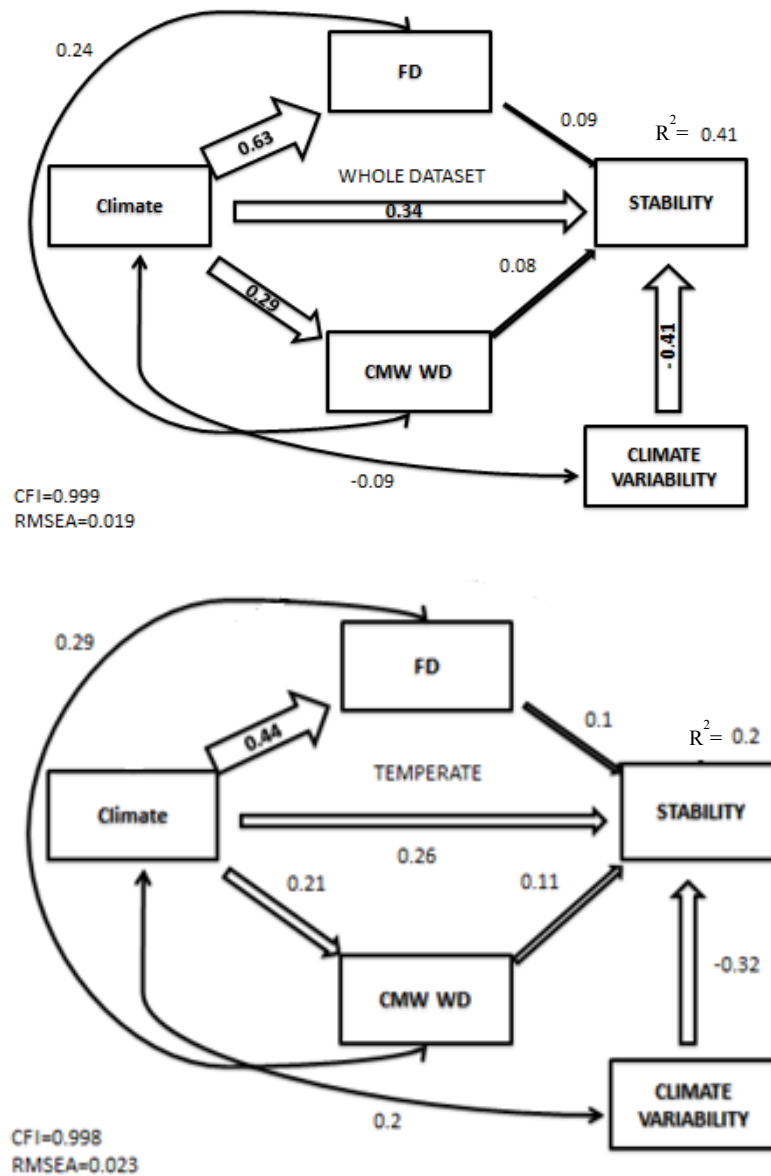 0.24
FD
0.09
R²= 0.41
0.63
WHOLE DATASET
Climate
0.34
STABILITY
0.08
0.29
CMW WD
-0.41
CLIMATE
VARIABILITY
-0.09
CFI=0.999
RMSEA=0.019
0.29
FD
0.1
R²= 0.2
0.44
TEMPERATE
Climate
STABILITY
0.26
0.21
0.11
CMW WD
-0.32
CLIMATE
VARIABILITY
0.2
CFI=0.998
RMSEA=0.023